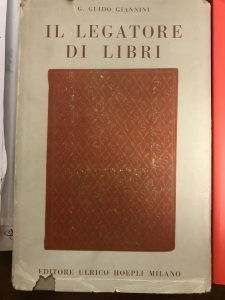 G. GUIDO GIANNINI
IL LEGATORE
DI LIBRI
EDITORE ULRICO HOEPLI MILANO